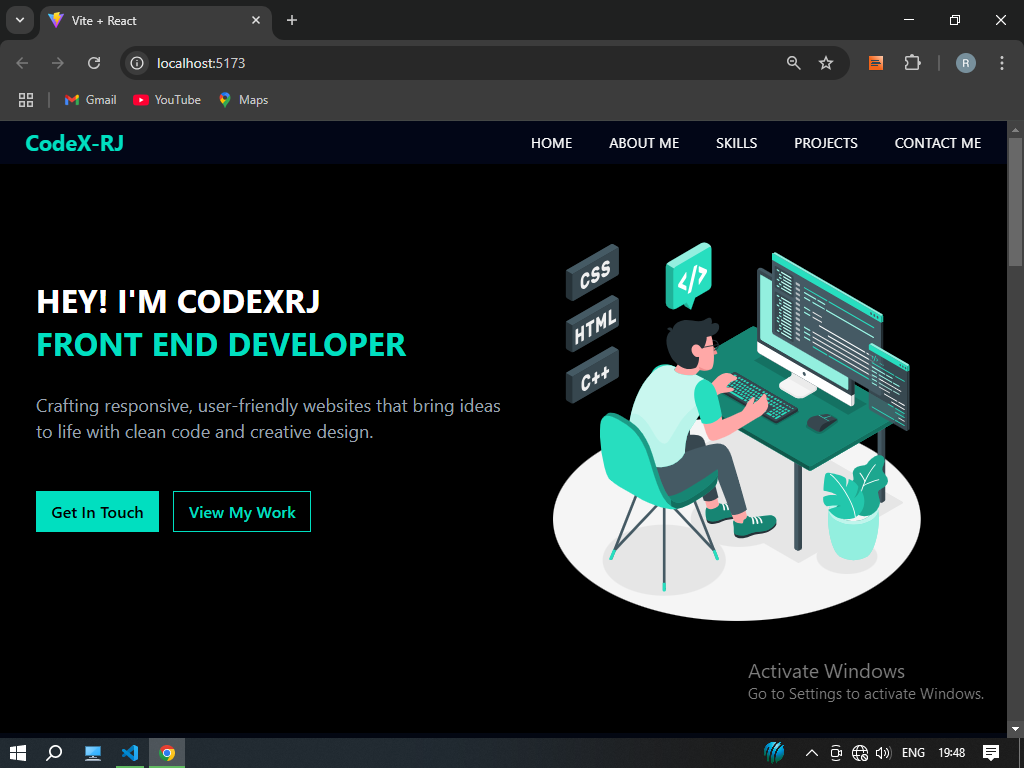 Vite + React
localhost:5173
Gmail
YouTube
Maps
CodeX-RJ
HOME
ABOUT ME
SKILLS
PROJECTS
CONTACT ME
CSS
</>
HTML
C++
HEY! I'M CODEXRJ
FRONT END DEVELOPER
Crafting responsive, user-friendly websites that bring ideas
to life with clean code and creative design.
Get In Touch
View My Work
Activate Windows
Go to Settings to activate Windows.
R
ENG
19:48